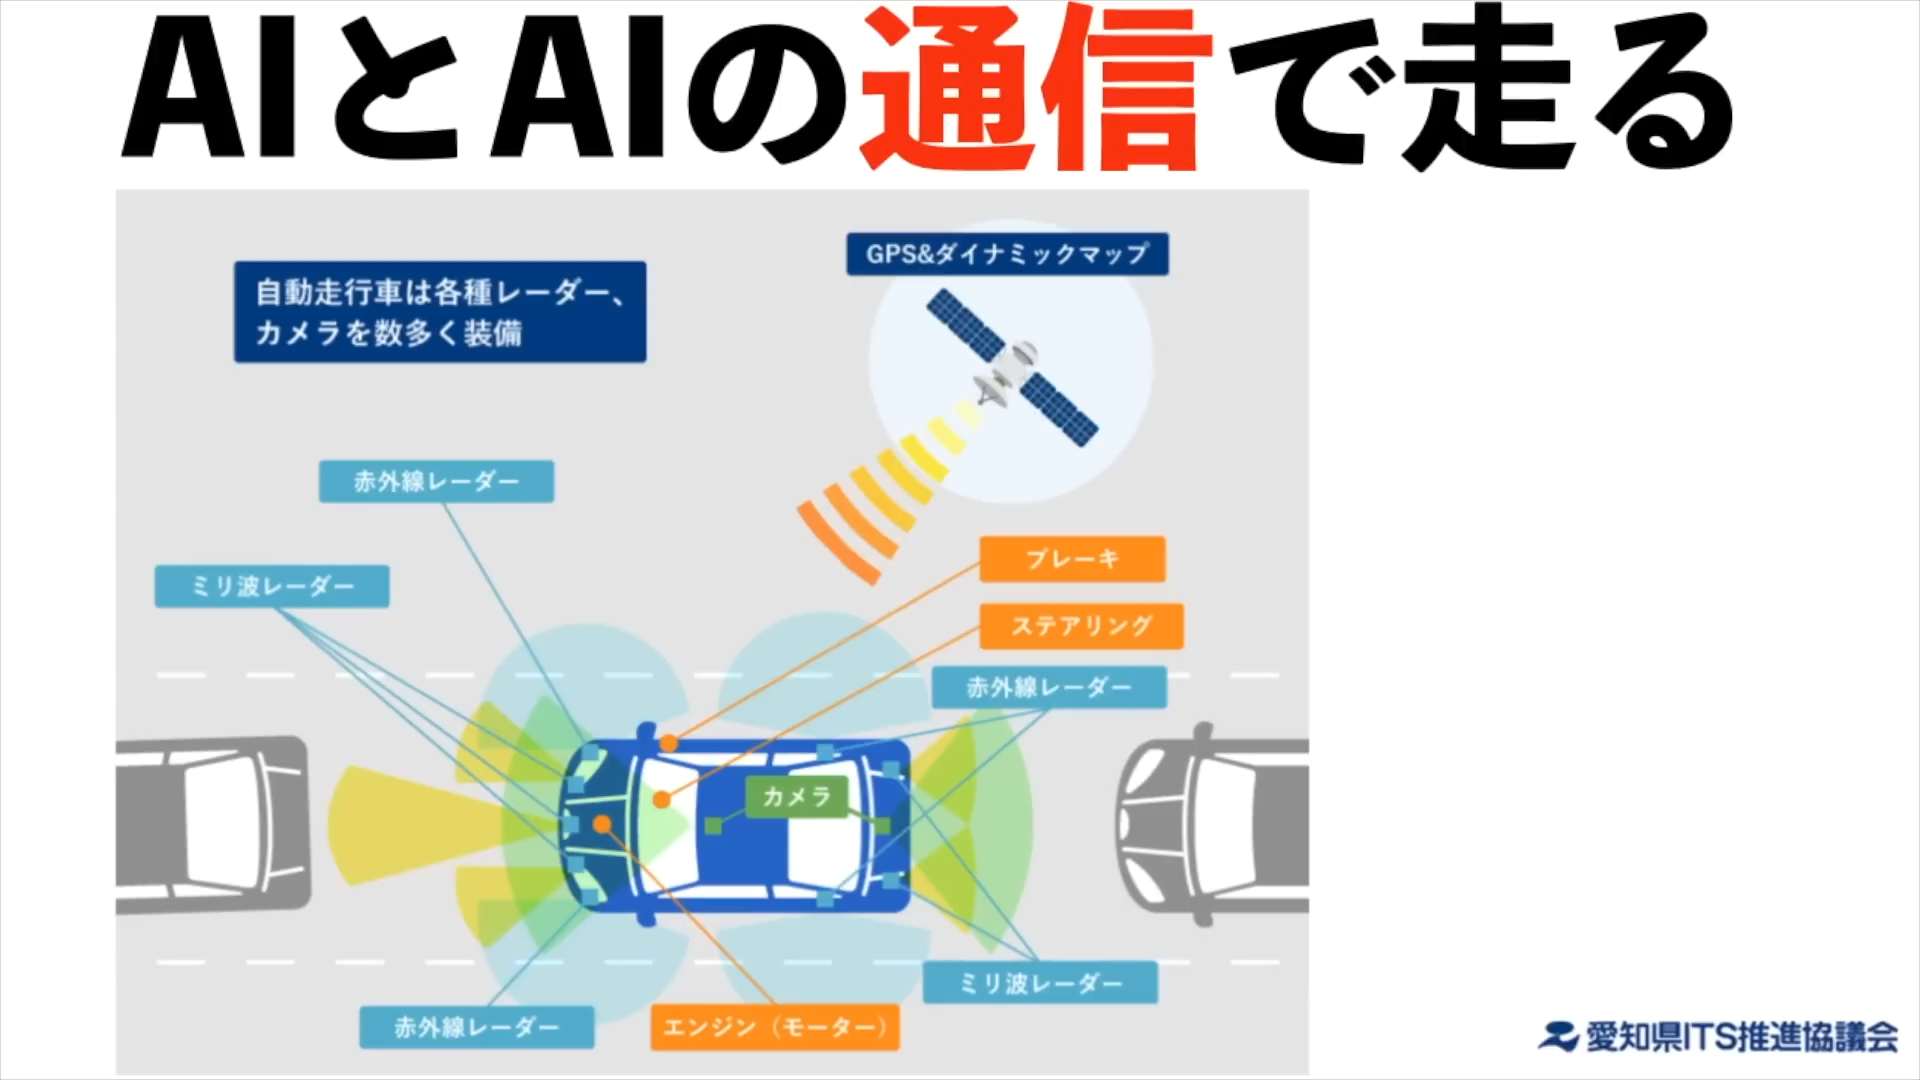 AIとAIの通信で走る
GPS&ダイナミックマップ
自動走行車は各種レーダー、
カメラを数多く装備
赤外線レーダー
ブレーキ
ミリ波レーダー
ステアリング
赤外線レーダー
カメラ
ミリ波レーダー
赤外線レーダー
エンジン（モーター）
愛知県ITS推進協議会